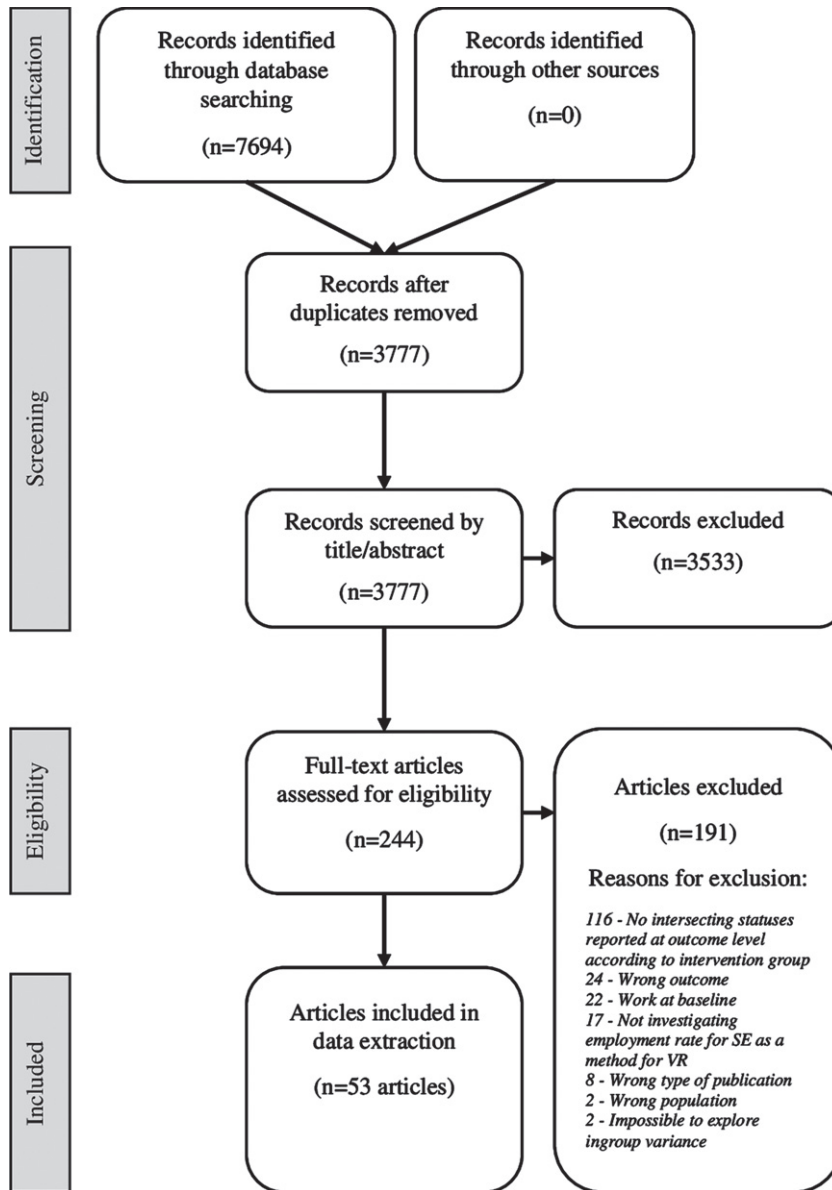 Identification
Records identified
through database
searching
(n=7694)
Records identified
through other sources
(n=0)
Screening
Records after
duplicates removed
(n=3777)
Records screened by
title/abstract
(n=3777)
Records excluded
(n=3533)
Eligibility
Full-text articles
assessed for eligibility
(n=244)
Articles excluded
(n=191)
Reasons for exclusion:
116 - No intersecting statuses
reported at outcome level
according to intervention group
24 - Wrong outcome
22 - Work at baseline
17 - Not investigating
employment rate for SE as a
method for VR
8 - Wrong type of publication
2 - Wrong population
2 - Impossible to explore
ingroup variance
Included
Articles included in
data extraction
(n=53 articles)